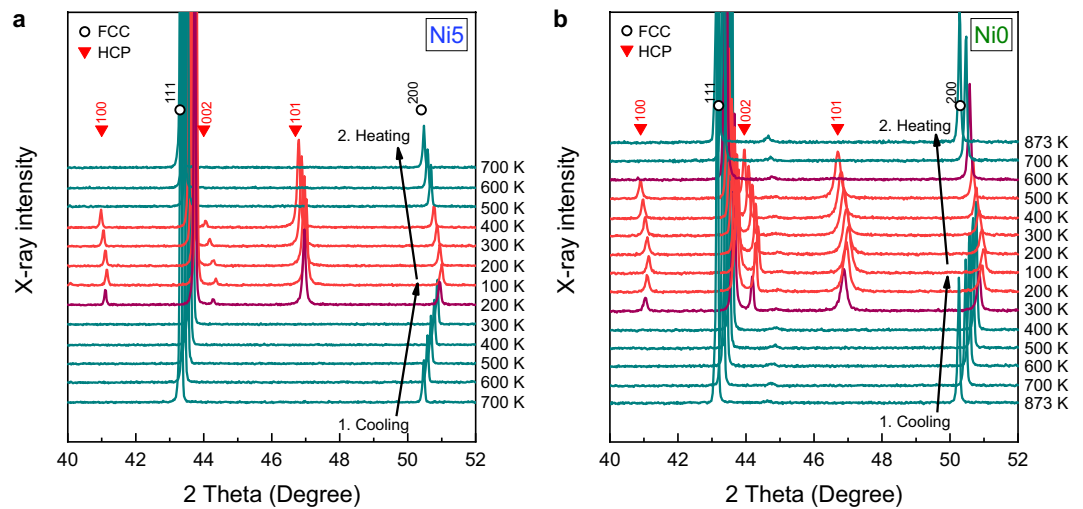 a
Ni5
FCC
HCP
100
111
002
101
200
2. Heating
700 K
600 K
500 K
400 K
300 K
200 K
100 K
200 K
300 K
400 K
500 K
600 K
700 K
1. Cooling
X-ray intensity
40 42 44 46 48 50 52
2 Theta (Degree)
b
Ni0
FCC
HCP
100
111
002
101
200
2. Heating
873 K
700 K
600 K
500 K
400 K
300 K
200 K
100 K
200 K
300 K
400 K
500 K
600 K
700 K
873 K
1. Cooling
X-ray intensity
40 42 44 46 48 50 52
2 Theta (Degree)